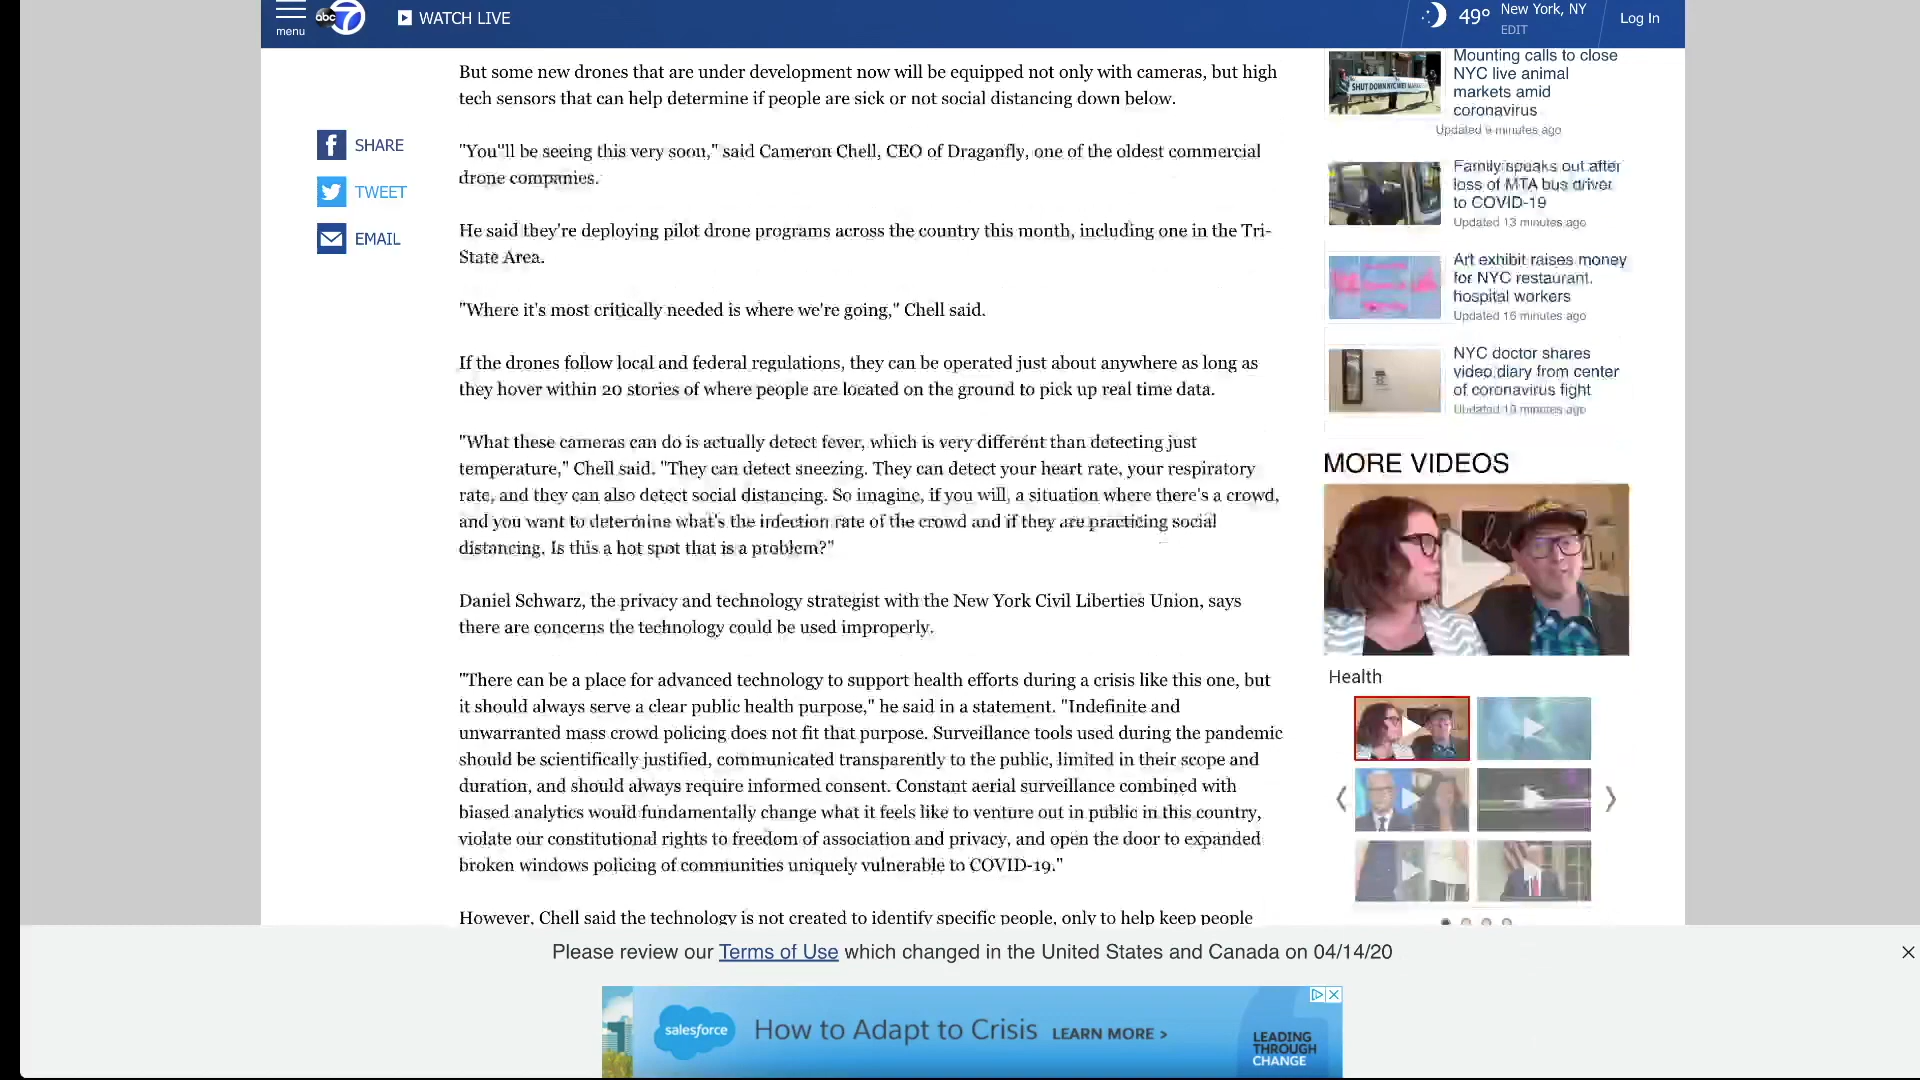 menu
abc 7
WATCH LIVE
49°
New York, NY
EDIT
Log In
But some new drones that are under development now will be equipped not only with cameras, but high
tech sensors that can help determine if people are sick or not social distancing down below.
SHARE
TWEET
EMAIL
"You"ll be seeing this very soon," said Cameron Chell, CEO of Draganfly, one of the oldest commercial
drone companies.
He said they're deploying pilot drone programs across the country this month, including one in the Tri-
State Area.
"Where it's most critically needed is where we're going," Chell said.
If the drones follow local and federal regulations, they can be operated just about anywhere as long as
they hover within 20 stories of where people are located on the ground to pick up real time data.
"What these cameras can do is actually detect fever, which is very different than detecting just
temperature," Chell said. "They can detect sneezing. They can detect your heart rate, your respiratory
rate, and they can also detect social distancing. So imagine, if you will, a situation where there's a crowd,
and you want to determine what's the infection rate of the crowd and if they are practicing social
distancing. Is this a hot spot that is a problem?"
Daniel Schwarz, the privacy and technology strategist with the New York Civil Liberties Union, says
there are concerns the technology could be used improperly.
"There can be a place for advanced technology to support health efforts during a crisis like this one, but
it should always serve a clear public health purpose," he said in a statement. "Indefinite and
unwarranted mass crowd policing does not fit that purpose. Surveillance tools used during the pandemic
should be scientifically justified, communicated transparently to the public, limited in their scope and
duration, and should always require informed consent. Constant aerial surveillance combined with
biased analytics would fundamentally change what it feels like to venture out in public in this country,
violate our constitutional rights to freedom of association and privacy, and open the door to expanded
broken windows policing of communities uniquely vulnerable to COVID-19."
However, Chell said the technology is not created to identify specific people, only to help keep people
Mounting calls to close
NYC live animal
markets amid
coronavirus
Updated 9 minutes ago
Family speaks out after
loss of MTA bus driver
to COVID-19
Updated 13 minutes ago
Art exhibit raises money
for NYC restaurant,
hospital workers
Updated 16 minutes ago
NYC doctor shares
video diary from center
of coronavirus fight
Updated 19 minutes ago
MORE VIDEOS
Health
Please review our Terms of Use which changed in the United States and Canada on 04/14/20
salesforce
How to Adapt to Crisis LEARN MORE >
LEADING
THROUGH
CHANGE